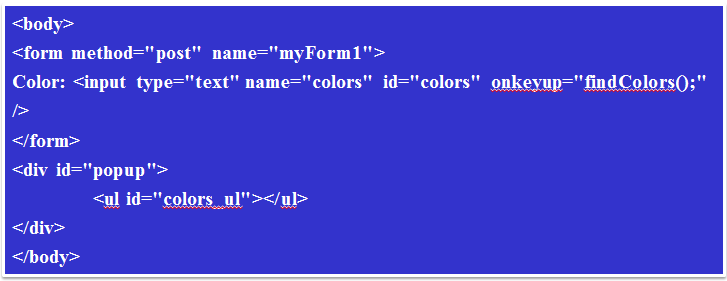 <body>
<form method="post" name="myForm1">
Color: <input type="text" name="colors" id="colors" onkeyup="findColors();"
/>
</form>
<div id="popup">
<ul id="colors_ul"></ul>
</div>
</body>